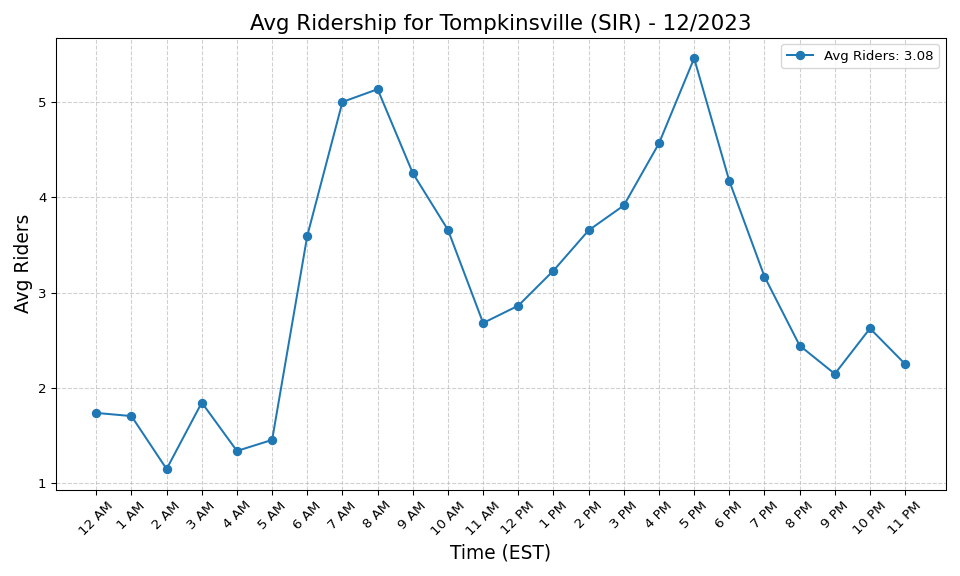 Avg Ridership for Tompkinsville (SIR) - 12/2023
Avg Riders: 3.08
Avg Riders
5
4
3
2
1
12 AM
1 AM
2 AM
3 AM
4 AM
5 AM
6 AM
7 AM
8 AM
9 AM
10 AM
11 AM
12 PM
1 PM
2 PM
3 PM
4 PM
5 PM
6 PM
7 PM
8 PM
9 PM
10 PM
11 PM
Time (EST)